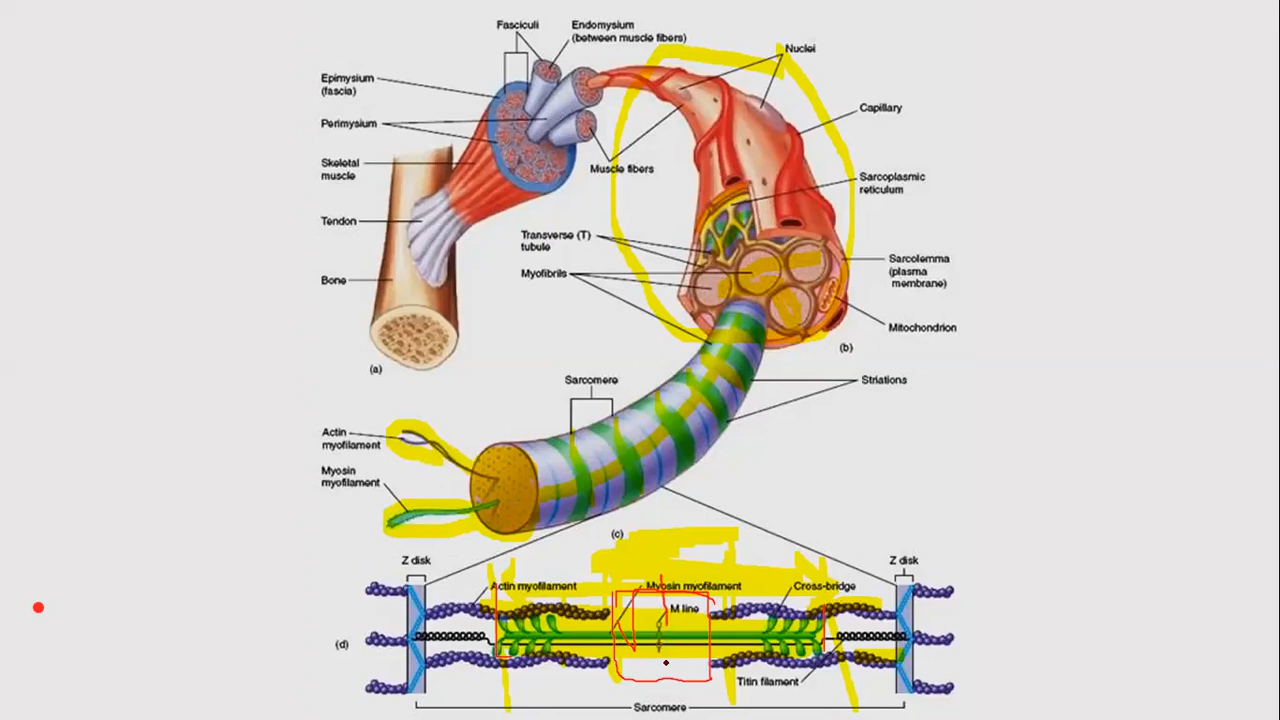 Fasciuli
Endomysium
(between muscle fibers)
Nuclei
Epimysium
(fascia)
Capillary
Perimysium
Skeletal
muscle
Muscle fibers
Sarcoplasmic
reticulum
Tendon
Transverse (T)
tubule
Myofibrils
Bone
Sarcolemma
(plasma
membrane)
Mitochondrion
(b)
(a)
Sarcomere
Striations
Actin
myofilament
Myosin
myofilament
(c)
Z disk
Z disk
Actin myofilament
Myosin myofilament
Cross-bridge
M line
(d)
Titin filament
Sarcomere